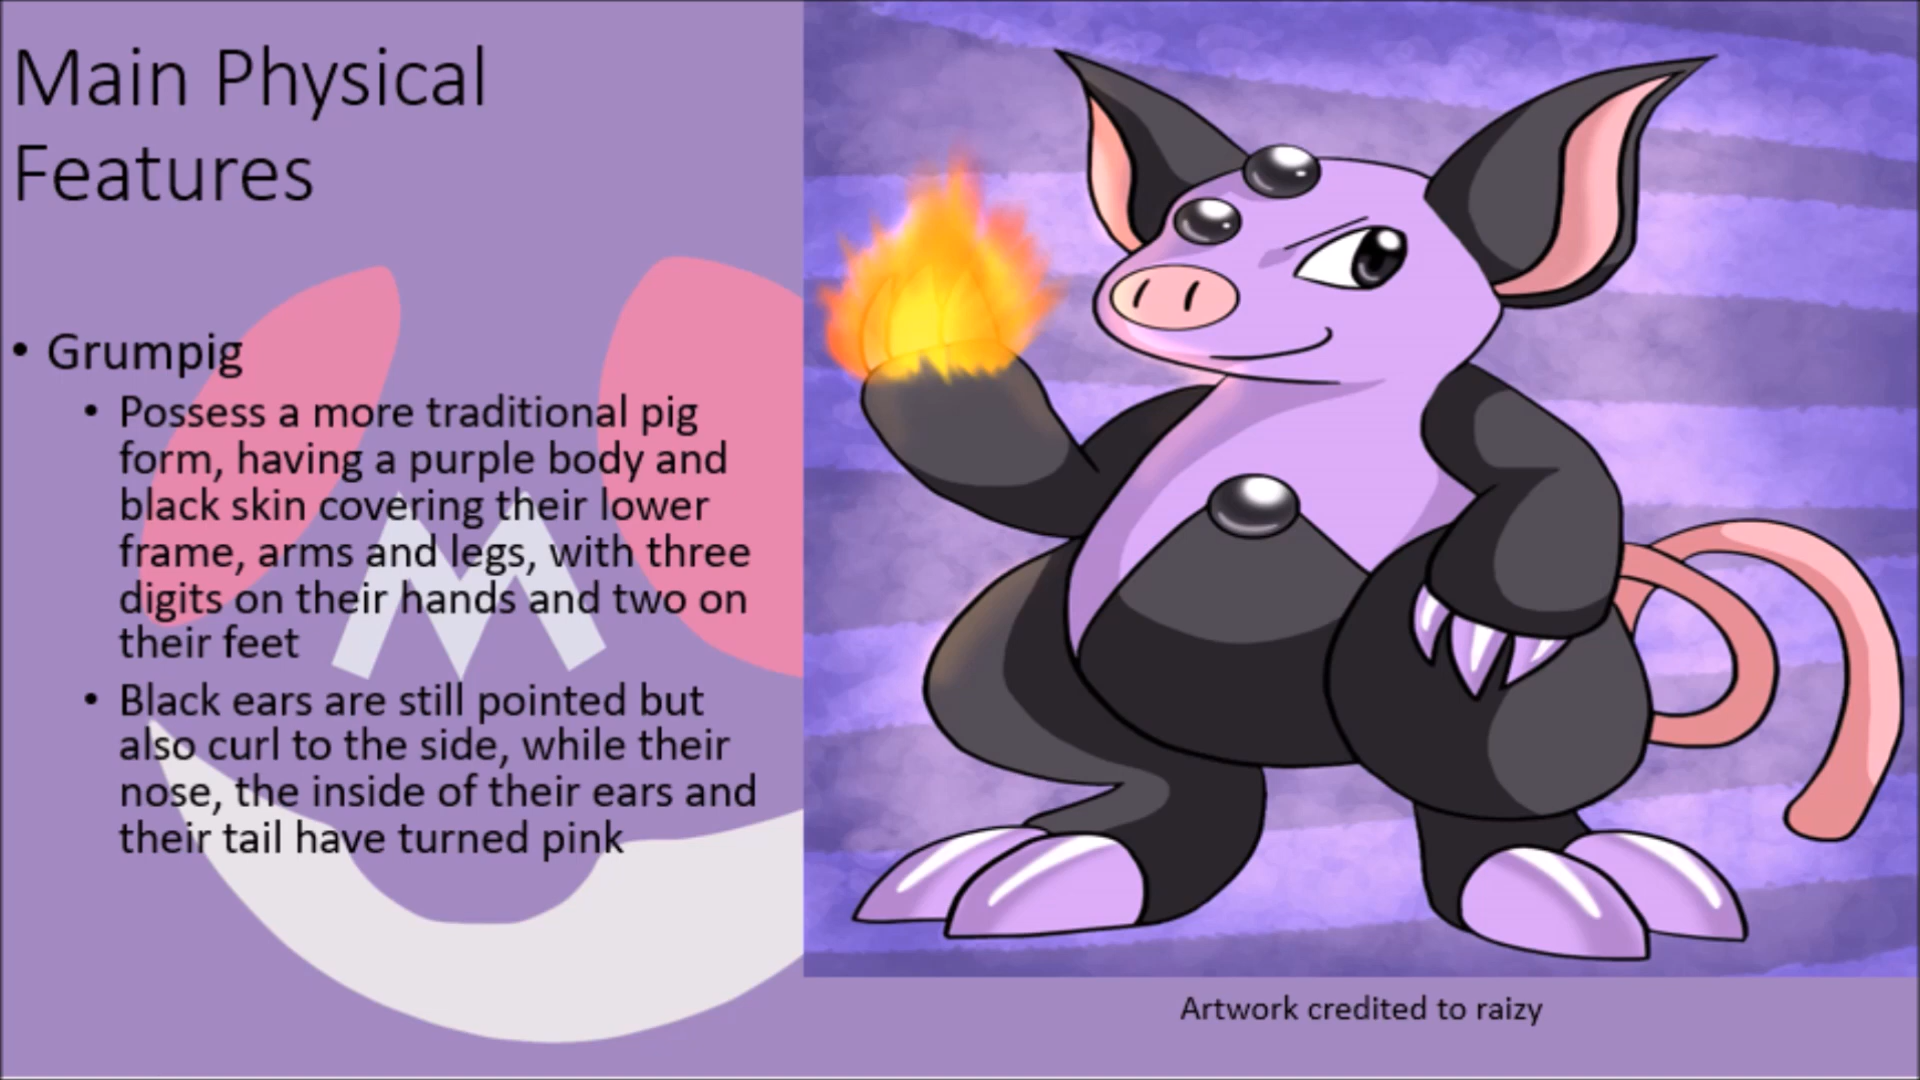 Main Physical
Features
• Grumpig
• Possess a more traditional pig
form, having a purple body and
black skin covering their lower
frame, arms and legs, with three
digits on their hands and two on
their feet
• Black ears are still pointed but
also curl to the side, while their
nose, the inside of their ears and
their tail have turned pink
M
Artwork credited to raizy